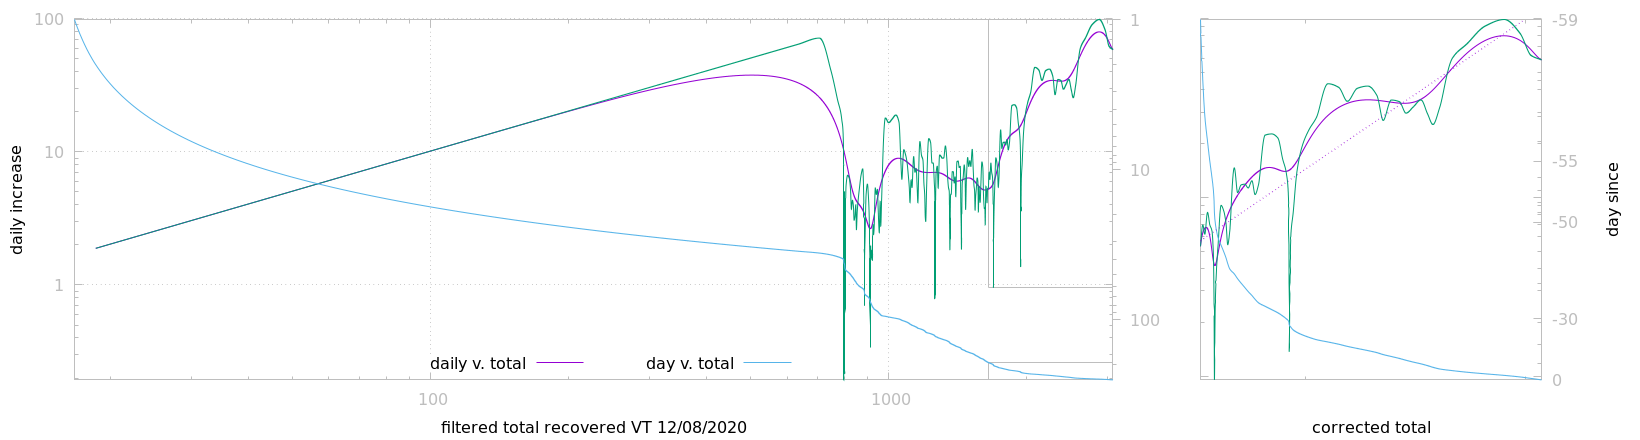 100
10
1
daily increase
1
10
100
daily v. total
day v. total
100
1000
filtered total recovered VT 12/08/2020
-59
-55
-50
-30
0
day since
corrected total